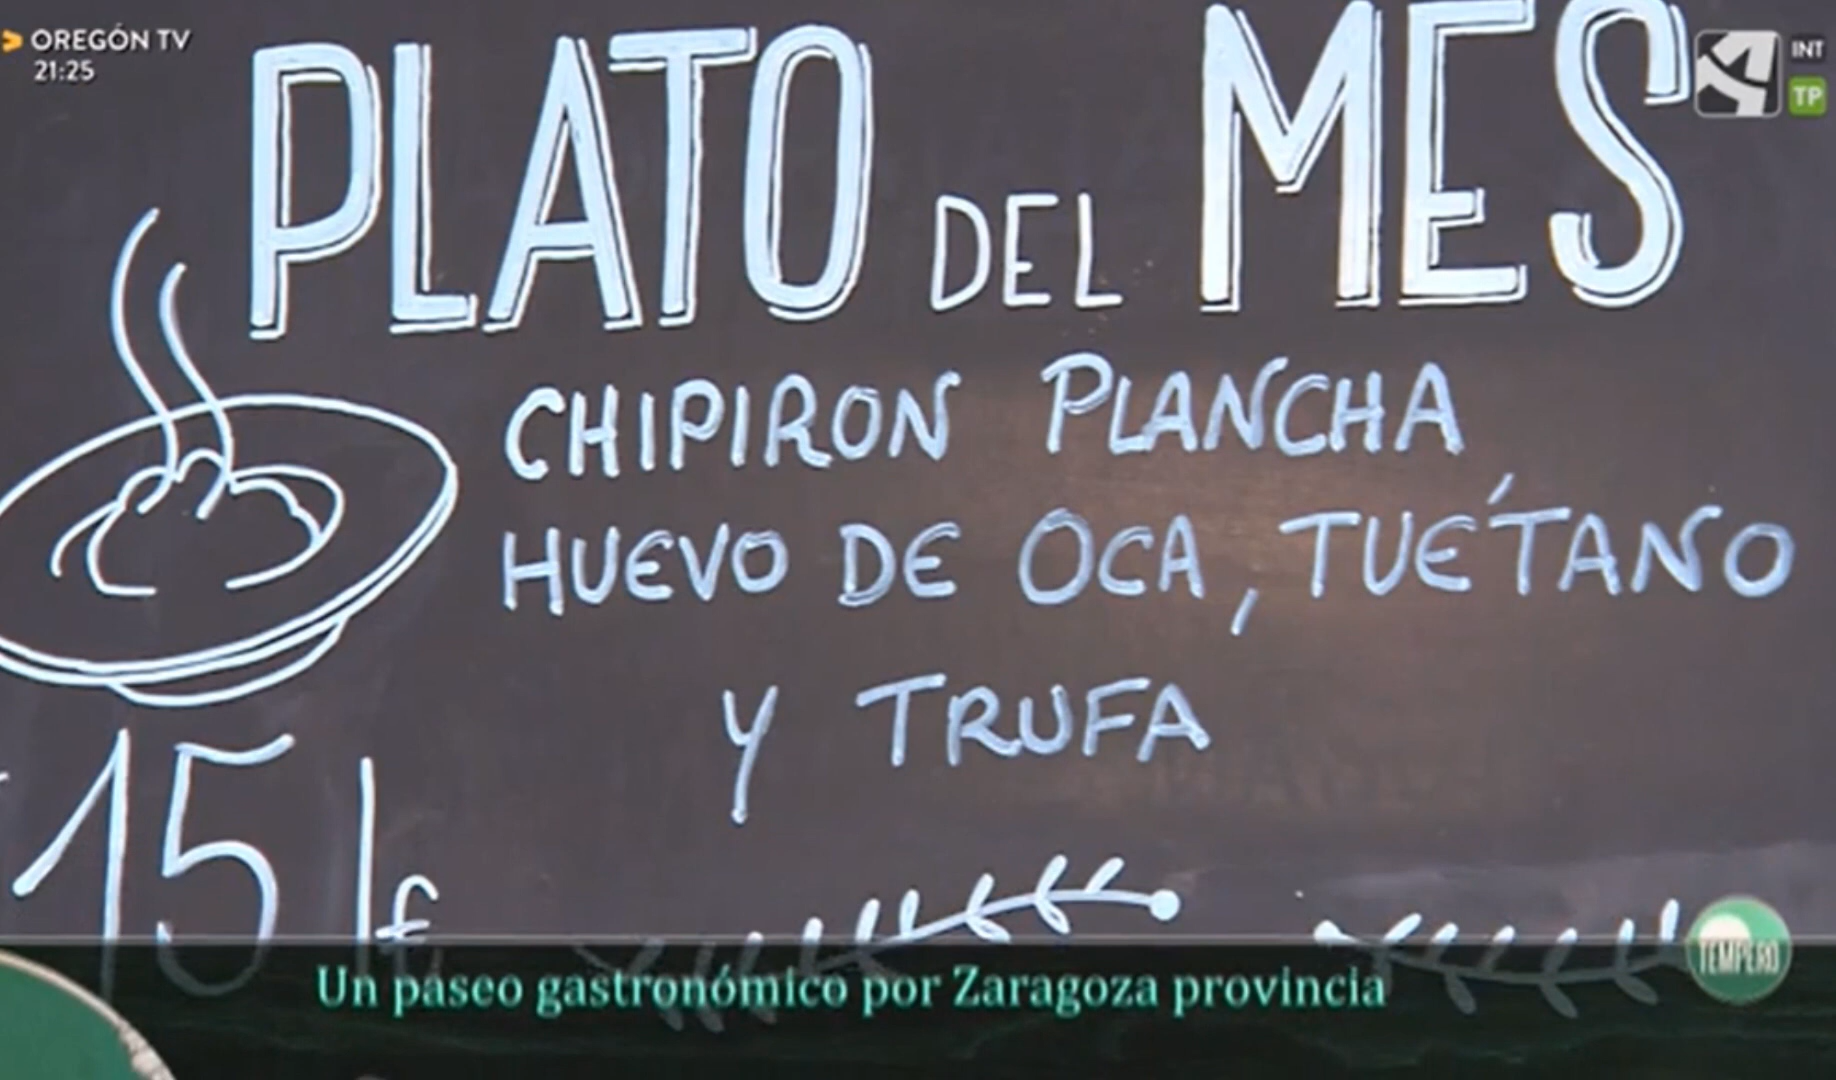 OREGÓN TV
21:25
INT
TP
PLATO DEL MES
CHIPIRON PLANCHA,
HUEVO DE OCA, TUÉTANO
Y TRUFA
15 €
Un paseo gastronómico por Zaragoza provincia
TEMPERO